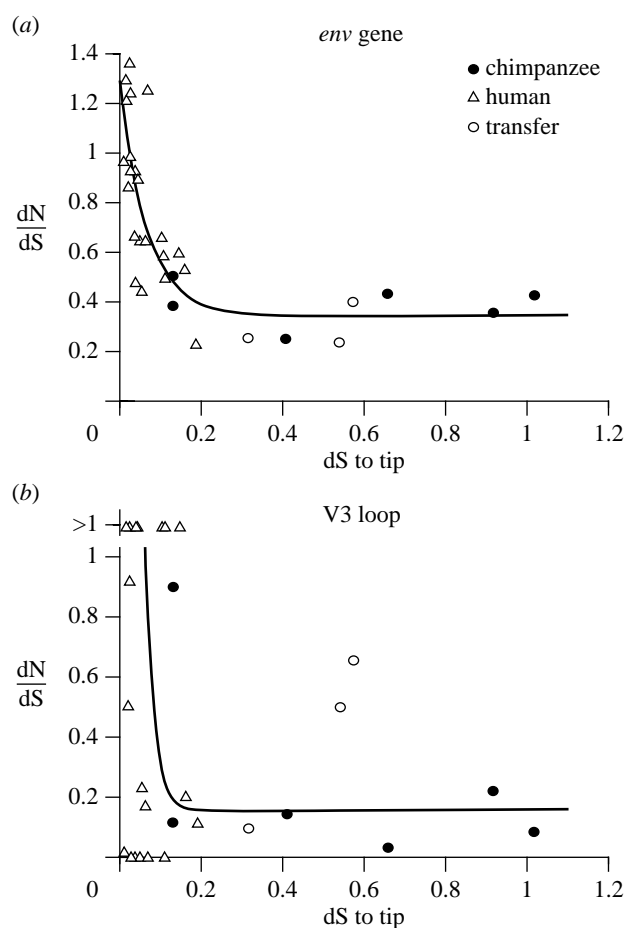 (a)
env gene
chimpanzee
human
transfer
1.4
1.2
1
0.8
0.6
0.4
0.2
dN
dS
0 0.2 0.4 0.6 0.8 1 1.2
dS to tip
(b)
V3 loop
>1
1
0.8
0.6
0.4
0.2
dN
dS
0 0.2 0.4 0.6 0.8 1 1.2
dS to tip